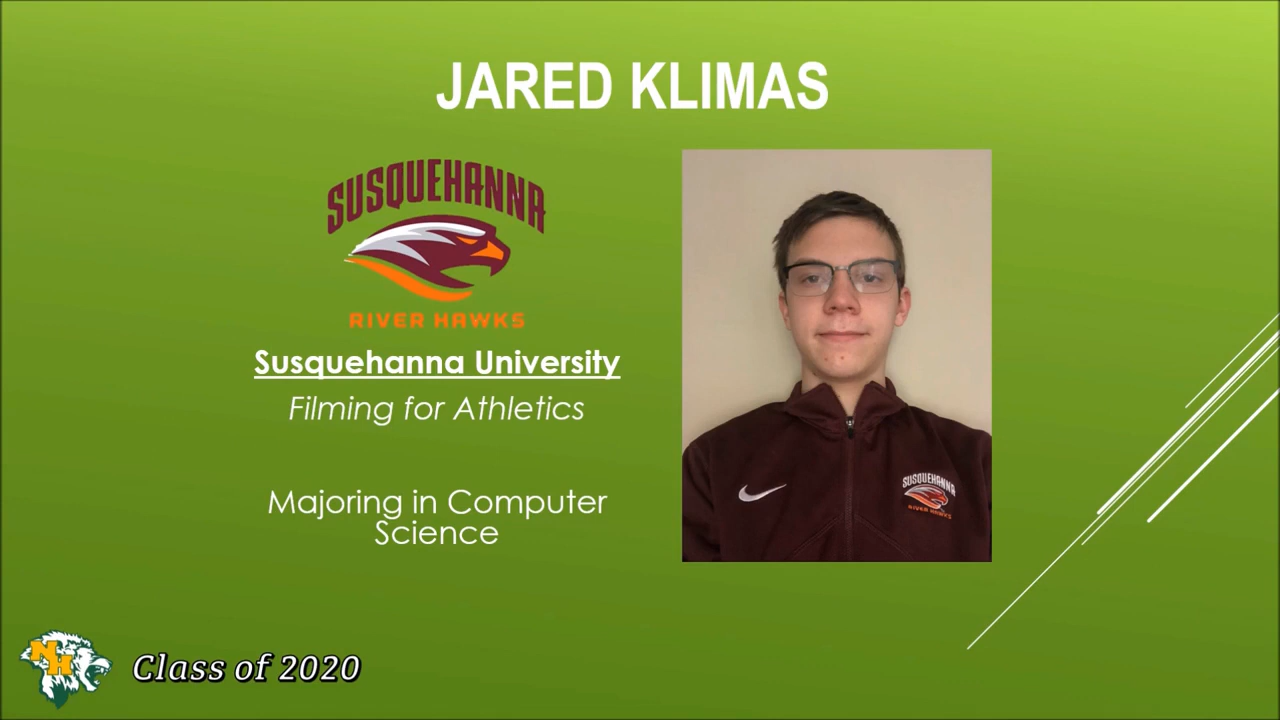 JARED KLIMAS
SUSQUEHANNA
RIVER HAWKS
Susquehanna University
Filming for Athletics
Majoring in Computer
Science
SUSQUEHANNA
RIVER HAWKS
NH
Class of 2020